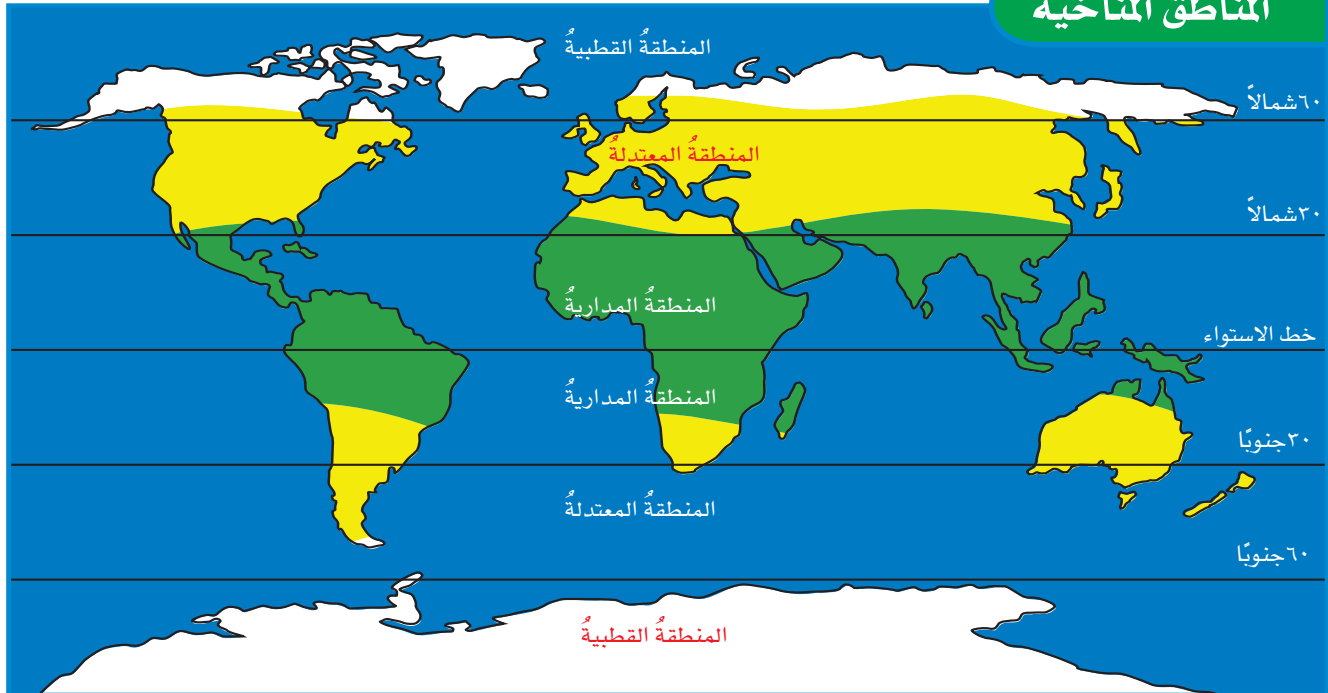 المناطق المناخية
المنطقةُ القطبيةُ
٦٠شمالاً
المنطقةُ المعتدلةُ
٣٠شمالاً
المنطقةُ المداريةُ
خط الاستواء
المنطقةُ المداريةُ
٣٠جنوبًا
المنطقةُ المعتدلةُ
٦٠جنوبًا
المنطقةُ القطبيةُ